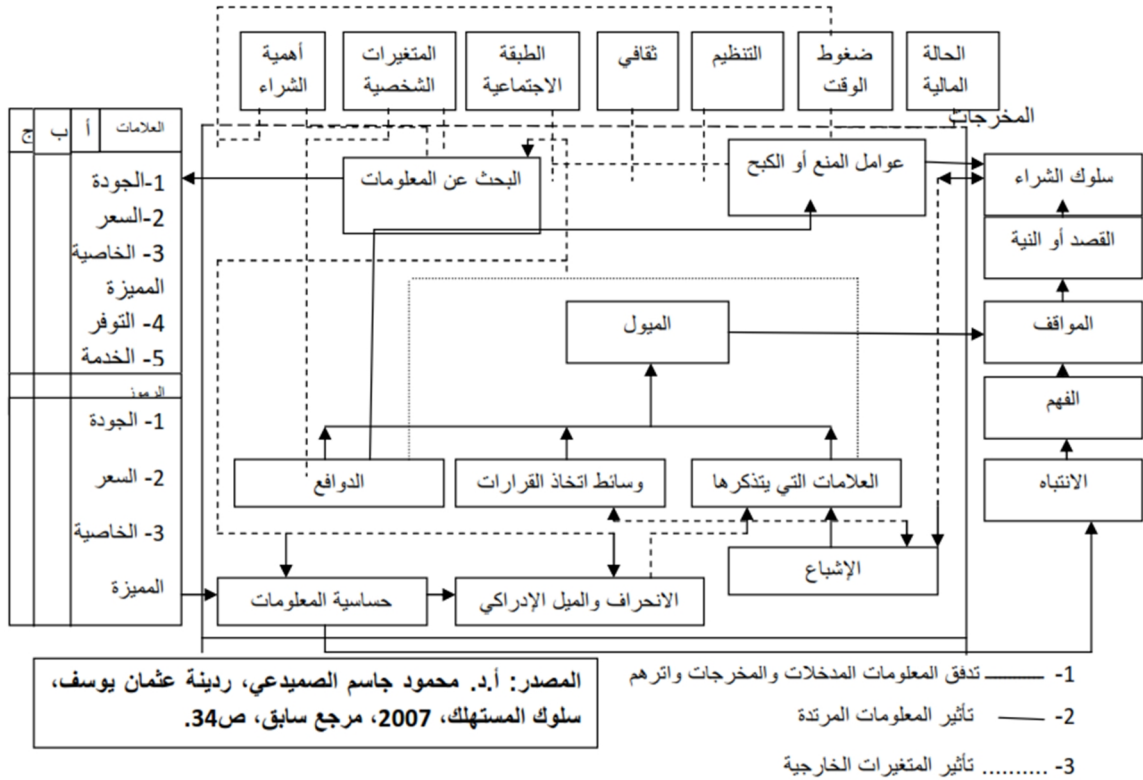 أهمية
الشراء
المتغيرات
الشخصية
الطبقة
الاجتماعية
ثقافي
التنظيم
ضغوط
الوقت
الحالة
المالية
المخرجات
العلامات
أ
ب
ج
1-الجودة
2-السعر
3- الخاصية
المميزة
4- التوفر
5- الخدمة
الرموز
1- الجودة
2- السعر
3- الخاصية
المميزة
البحث عن المعلومات
عوامل المنع أو الكبح
سلوك الشراء
القصد أو النية
المواقف
الفهم
الانتباه
الميول
الدوافع
وسائط اتخاذ القرارات
العلامات التي يتذكرها
الإشباع
حساسية المعلومات
الانحراف والميل الإدراكي
المصدر: أ.د. محمود جاسم الصميدعي، ردينة عثمان يوسف،
سلوك المستهلك، 2007، مرجع سابق، ص34.
1- ــــــــ تدفق المعلومات المدخلات والمخرجات واثرهم
2- ــــــــ تأثير المعلومات المرتدة
3- .......... تأثير المتغيرات الخارجية